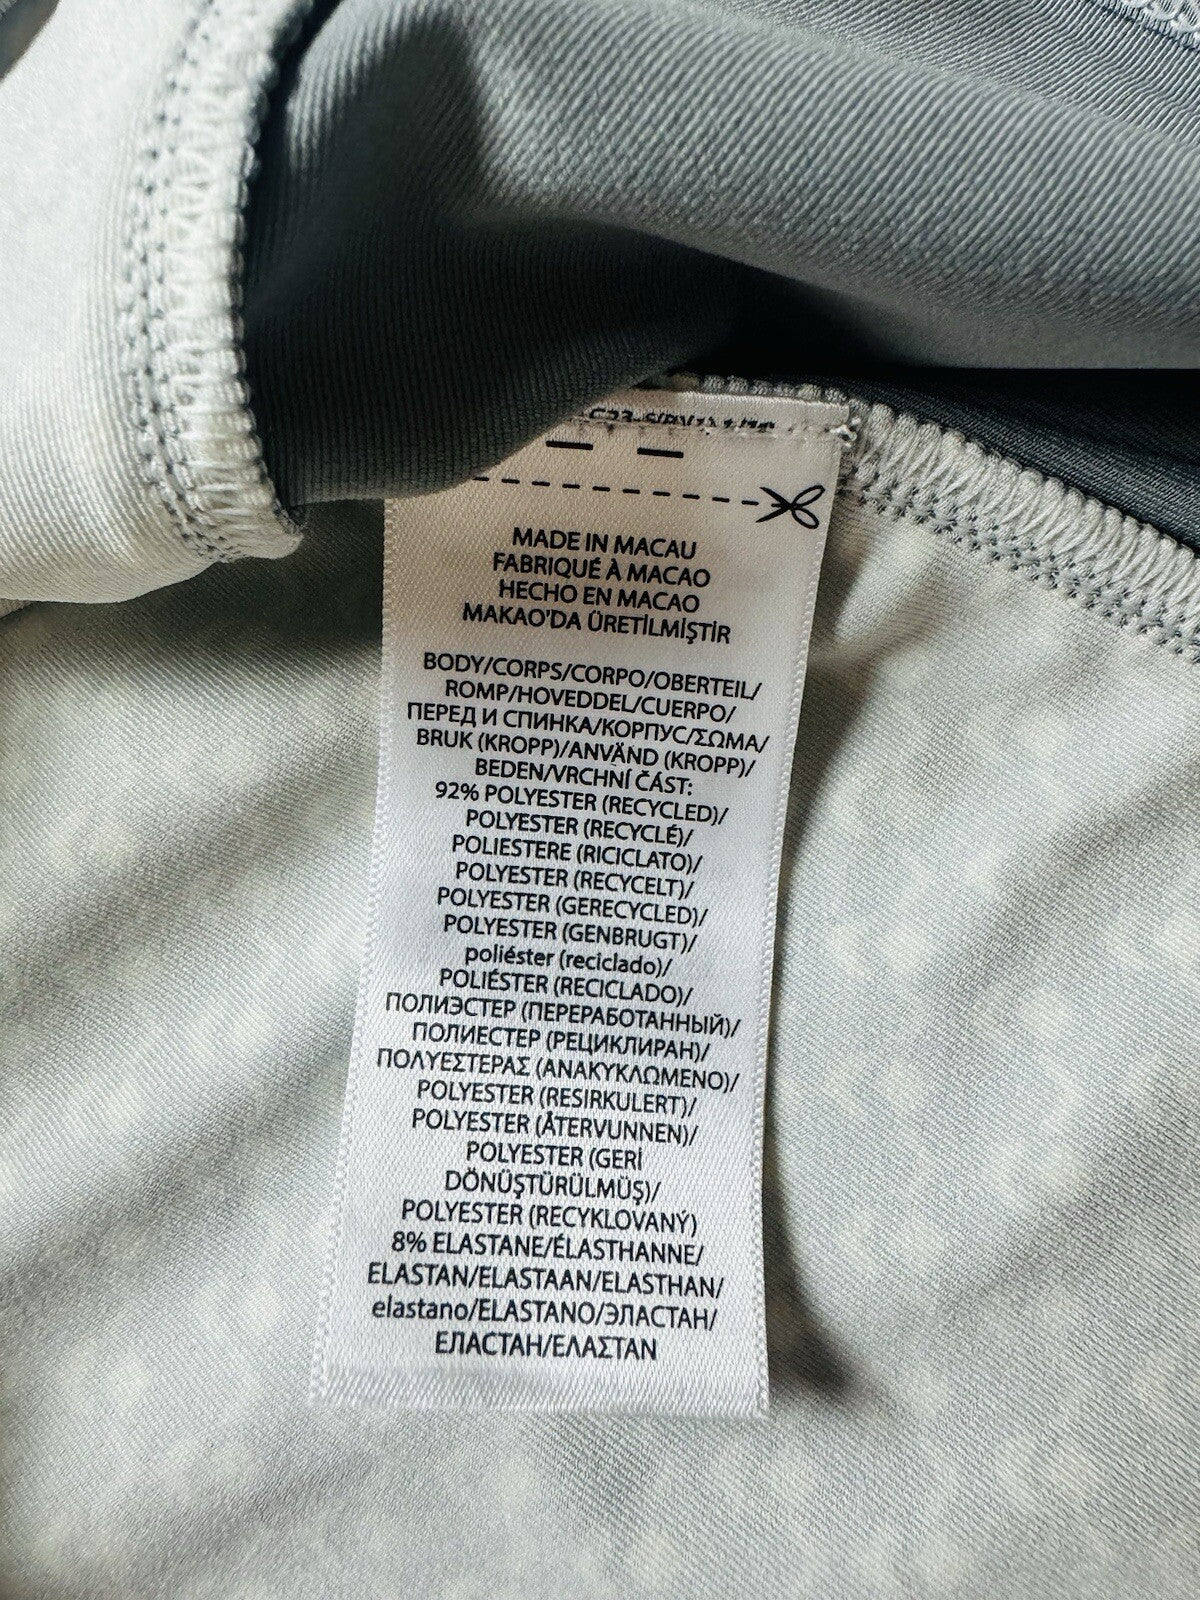 MADE IN MACAU
FABRIQUÉ À MACAO
HECHO EN MACAO
MAKAO'DA ÜRETİLMİŞTİR
BODY/CORPS/CORPO/OBERTEIL/
ROMP/HOVEDDEL/CUERPO/
ПЕРЕД И СПИНКА/КОРПУС/ΣΩΜΑ/
BRUK (KROPP)/ANVÄND (KROPP)/
BEDEN/VRCHNÍ ČÁST:
92% POLYESTER (RECYCLED)/
POLYESTER (RECYCLÉ)/
POLIESTERE (RICICLATO)/
POLYESTER (RECYCELT)/
POLYESTER (GERECYCLED)/
POLYESTER (GENBRUGT)/
poliéster (reciclado)/
POLIÉSTER (RECICLADO)/
ПОЛИЭСТЕР (ПЕРЕРАБОТАННЫЙ)/
ПОЛИЕСТЕР (РЕЦИКЛИРАН)/
ΠΟΛΥΕΣΤΕΡΑΣ (ΑΝΑΚΥΚΛΩΜΕΝΟ)/
POLYESTER (RESIRKULERT)/
POLYESTER (ÅTERVUNNEN)/
POLYESTER (GERİ
DÖNÜŞTÜRÜLMÜŞ)/
POLYESTER (RECYKLOVANÝ)
8% ELASTANE/ÉLASTHANNE/
ELASTAN/ELASTAAN/ELASTHAN/
elastano/ELASTANO/ЭЛАСТАН/
ЕЛАСТАН/ΕΛΑΣΤΑΝ